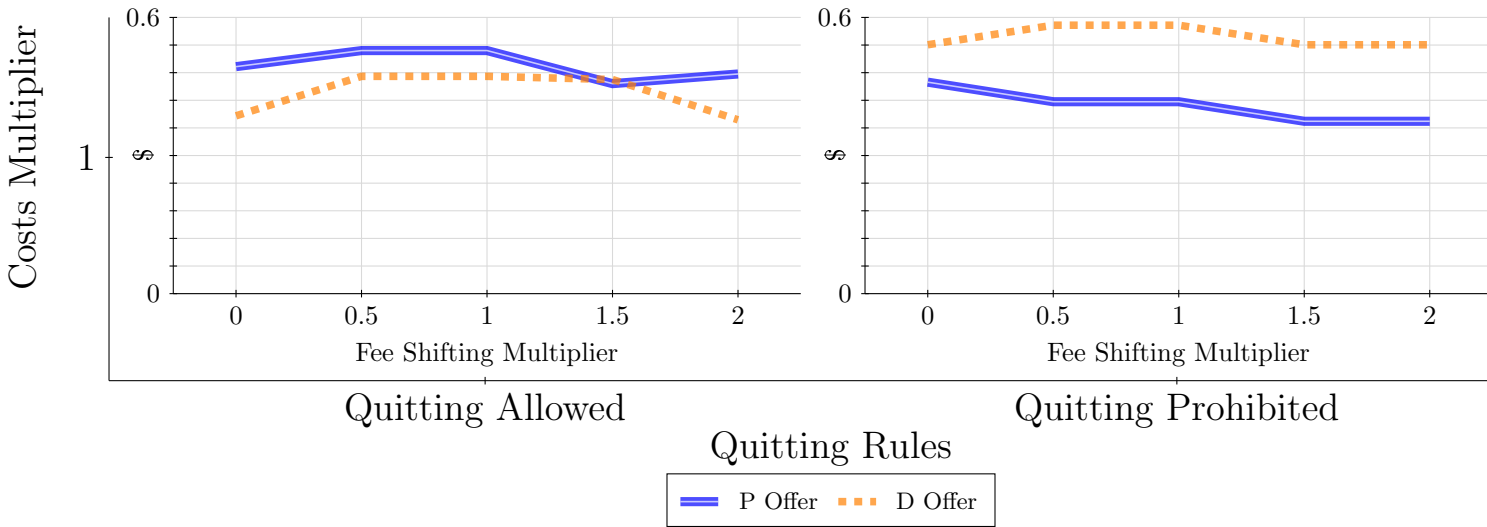 Costs Multiplier
1
0.6
$
0
0 0.5 1 1.5 2
Fee Shifting Multiplier
0.6
$
0
0 0.5 1 1.5 2
Fee Shifting Multiplier
Quitting Allowed
Quitting Prohibited
Quitting Rules
P Offer D Offer